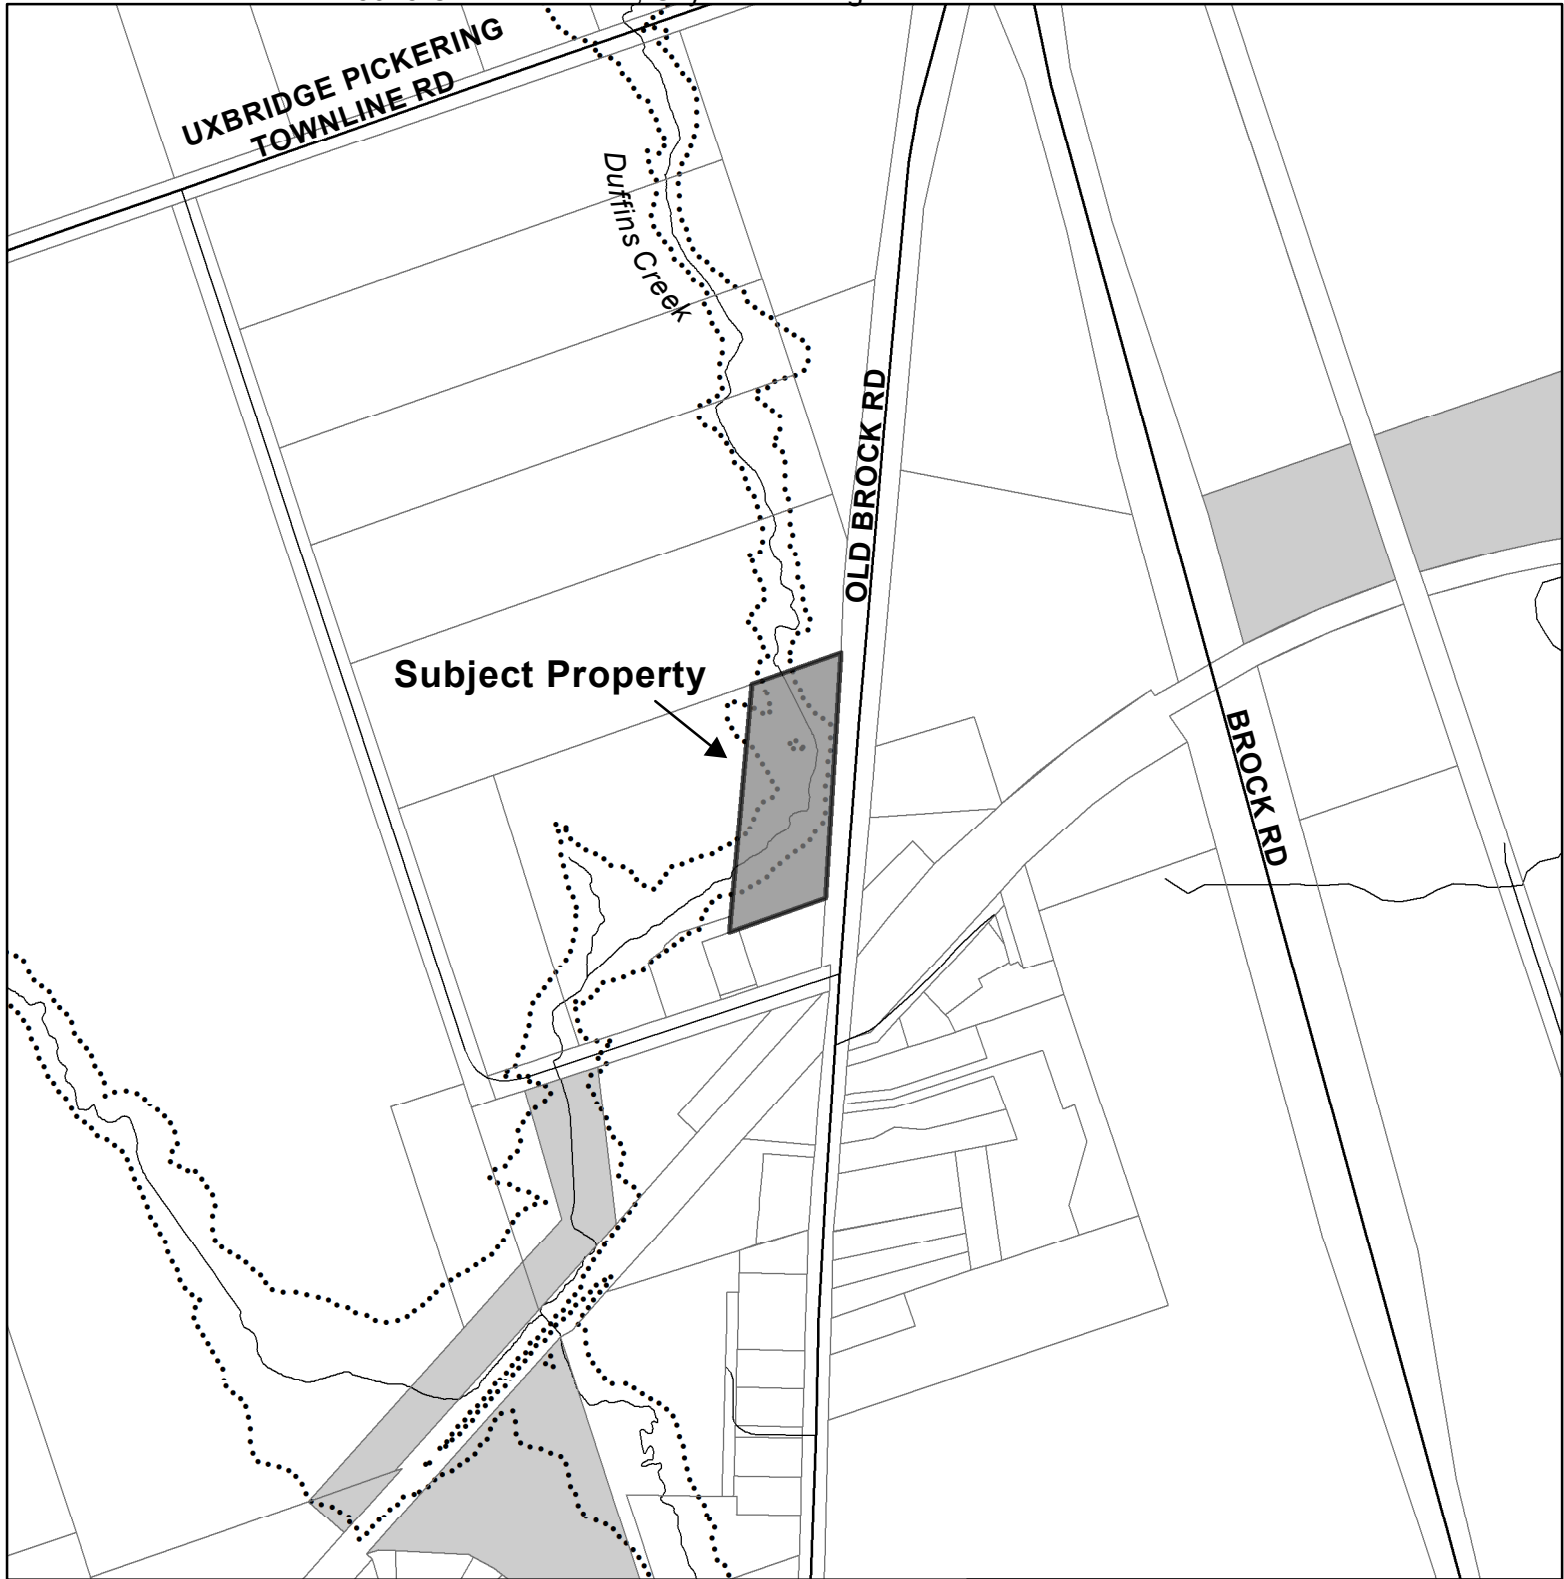 UXBRIDGE PICKERING
TOWNLINE RD
Duffins Creek
OLD BROCK RD
Subject Property
BROCK RD